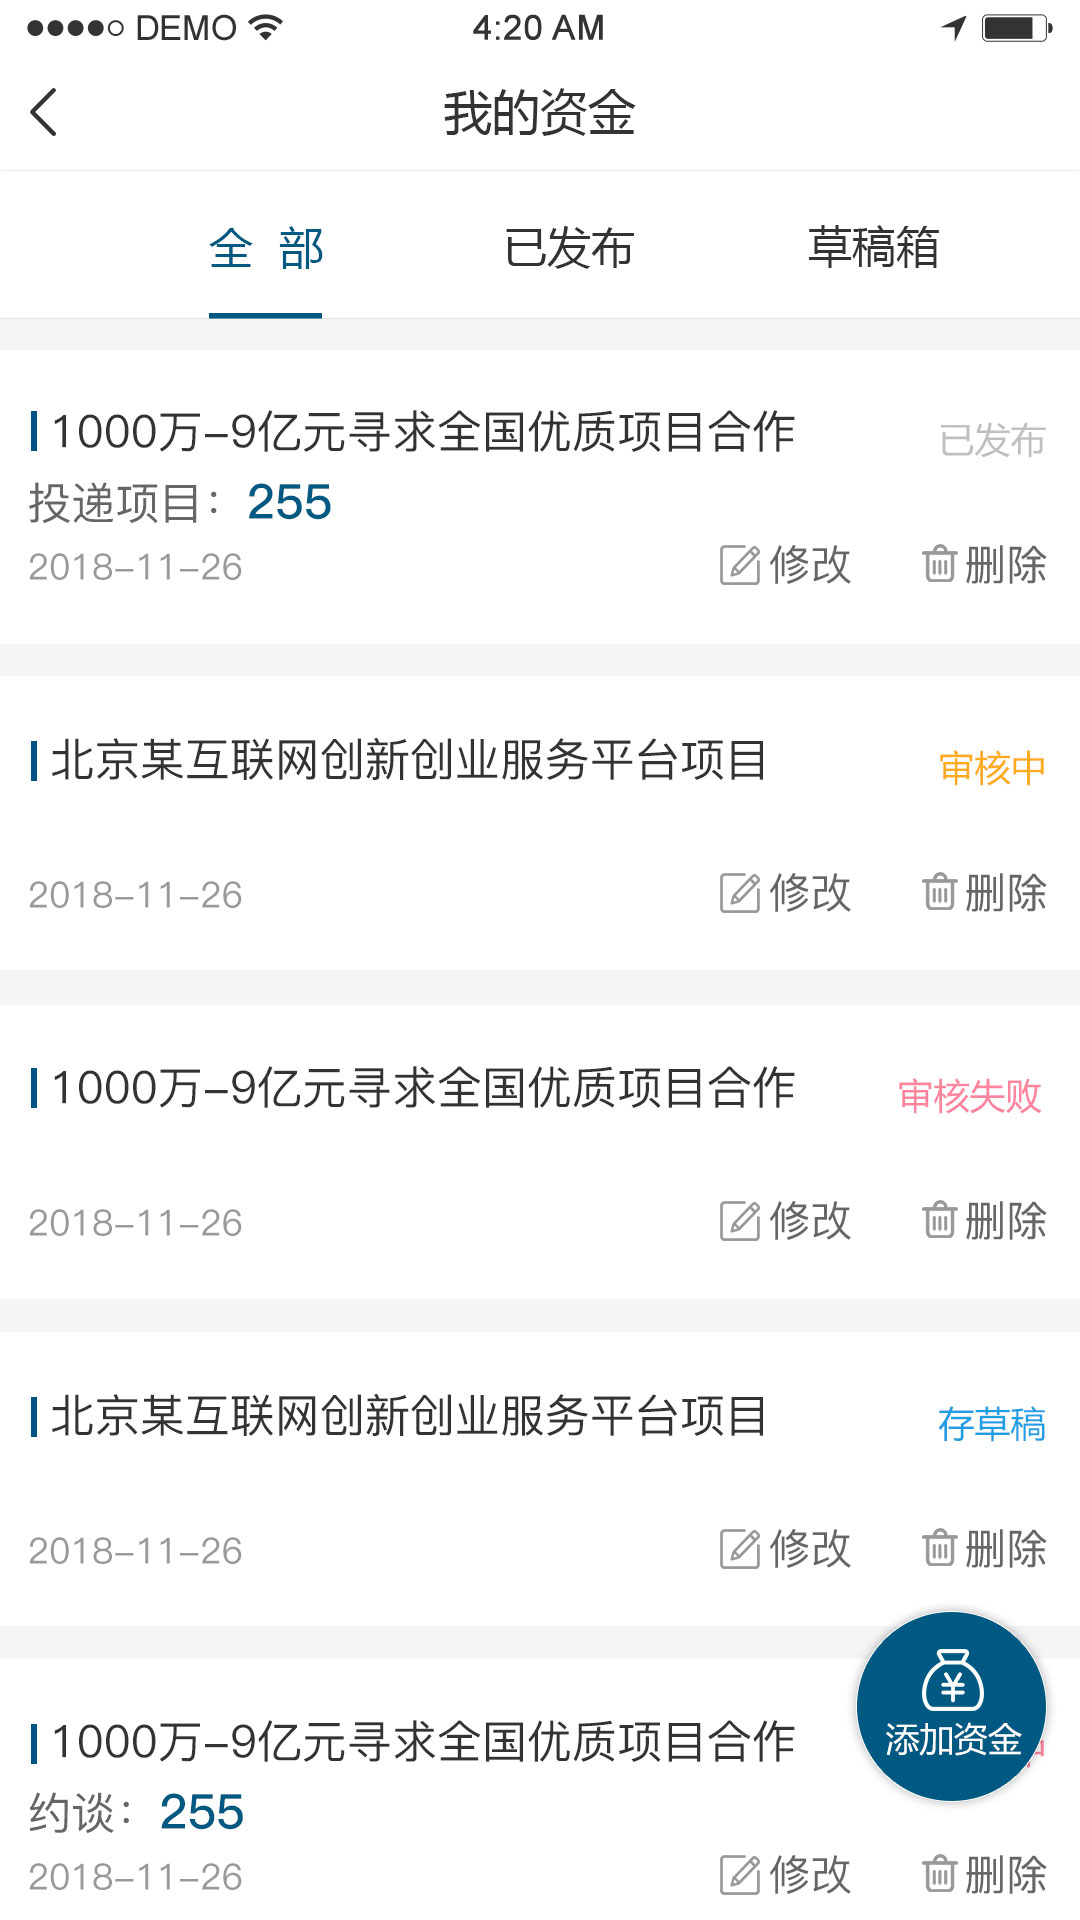 DEMO 4:20 AM
我的资金
全 部 已发布 草稿箱
1000万-9亿元寻求全国优质项目合作
已发布
投递项目：255
2018-11-26 修改 删除
北京某互联网创新创业服务平台项目
审核中
2018-11-26 修改 删除
1000万-9亿元寻求全国优质项目合作
审核失败
2018-11-26 修改 删除
北京某互联网创新创业服务平台项目
存草稿
2018-11-26 修改 删除
¥
添加资金
1000万-9亿元寻求全国优质项目合作
约谈：255
2018-11-26 修改 删除